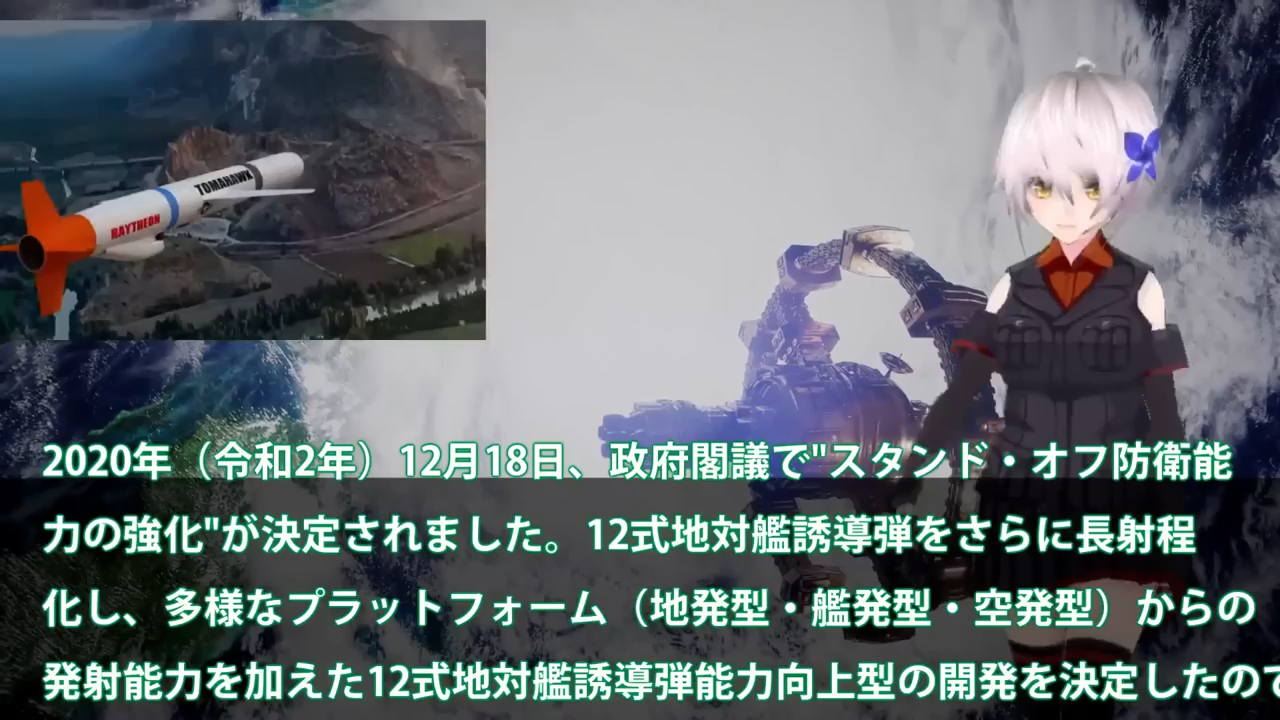 TOMAHAWK
RAYTHEON
2020年（令和2年）12月18日、政府閣議で"スタンド・オフ防衛能
力の強化"が決定されました。12式地対艦誘導弾をさらに長射程
化し、多様なプラットフォーム（地発型・艦発型・空発型）からの
発射能力を加えた12式地対艦誘導弾能力向上型の開発を決定したので